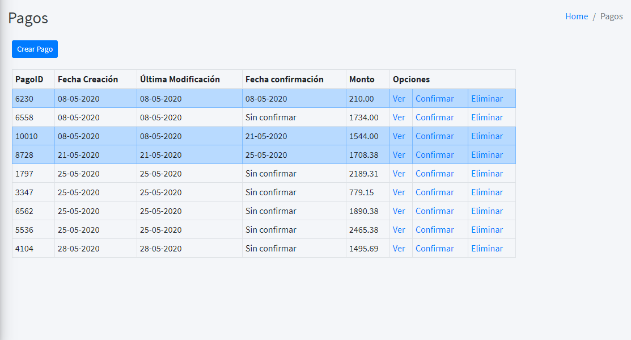 Pagos
Home / Pagos
Crear Pago
PagoID Fecha Creación Última Modificación Fecha confirmación Monto Opciones
6230 08-05-2020 08-05-2020 08-05-2020 210.00 Ver Confirmar Eliminar
6558 08-05-2020 08-05-2020 Sin confirmar 1734.00 Ver Confirmar Eliminar
10010 08-05-2020 08-05-2020 21-05-2020 1544.00 Ver Confirmar Eliminar
8728 21-05-2020 21-05-2020 25-05-2020 1708.38 Ver Confirmar Eliminar
1797 25-05-2020 25-05-2020 Sin confirmar 2189.31 Ver Confirmar Eliminar
3347 25-05-2020 25-05-2020 Sin confirmar 779.15 Ver Confirmar Eliminar
6562 25-05-2020 25-05-2020 Sin confirmar 1890.38 Ver Confirmar Eliminar
5536 25-05-2020 25-05-2020 Sin confirmar 2465.38 Ver Confirmar Eliminar
4104 28-05-2020 28-05-2020 Sin confirmar 1495.69 Ver Confirmar Eliminar